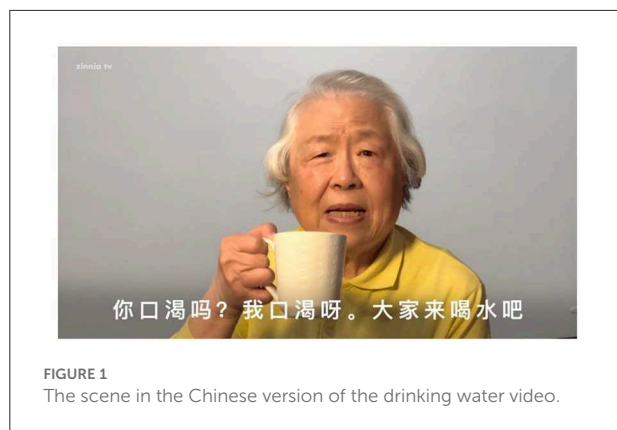 zinnia tv
你口渴吗？我口渴呀。大家来喝水吧
FIGURE 1
The scene in the Chinese version of the drinking water video.